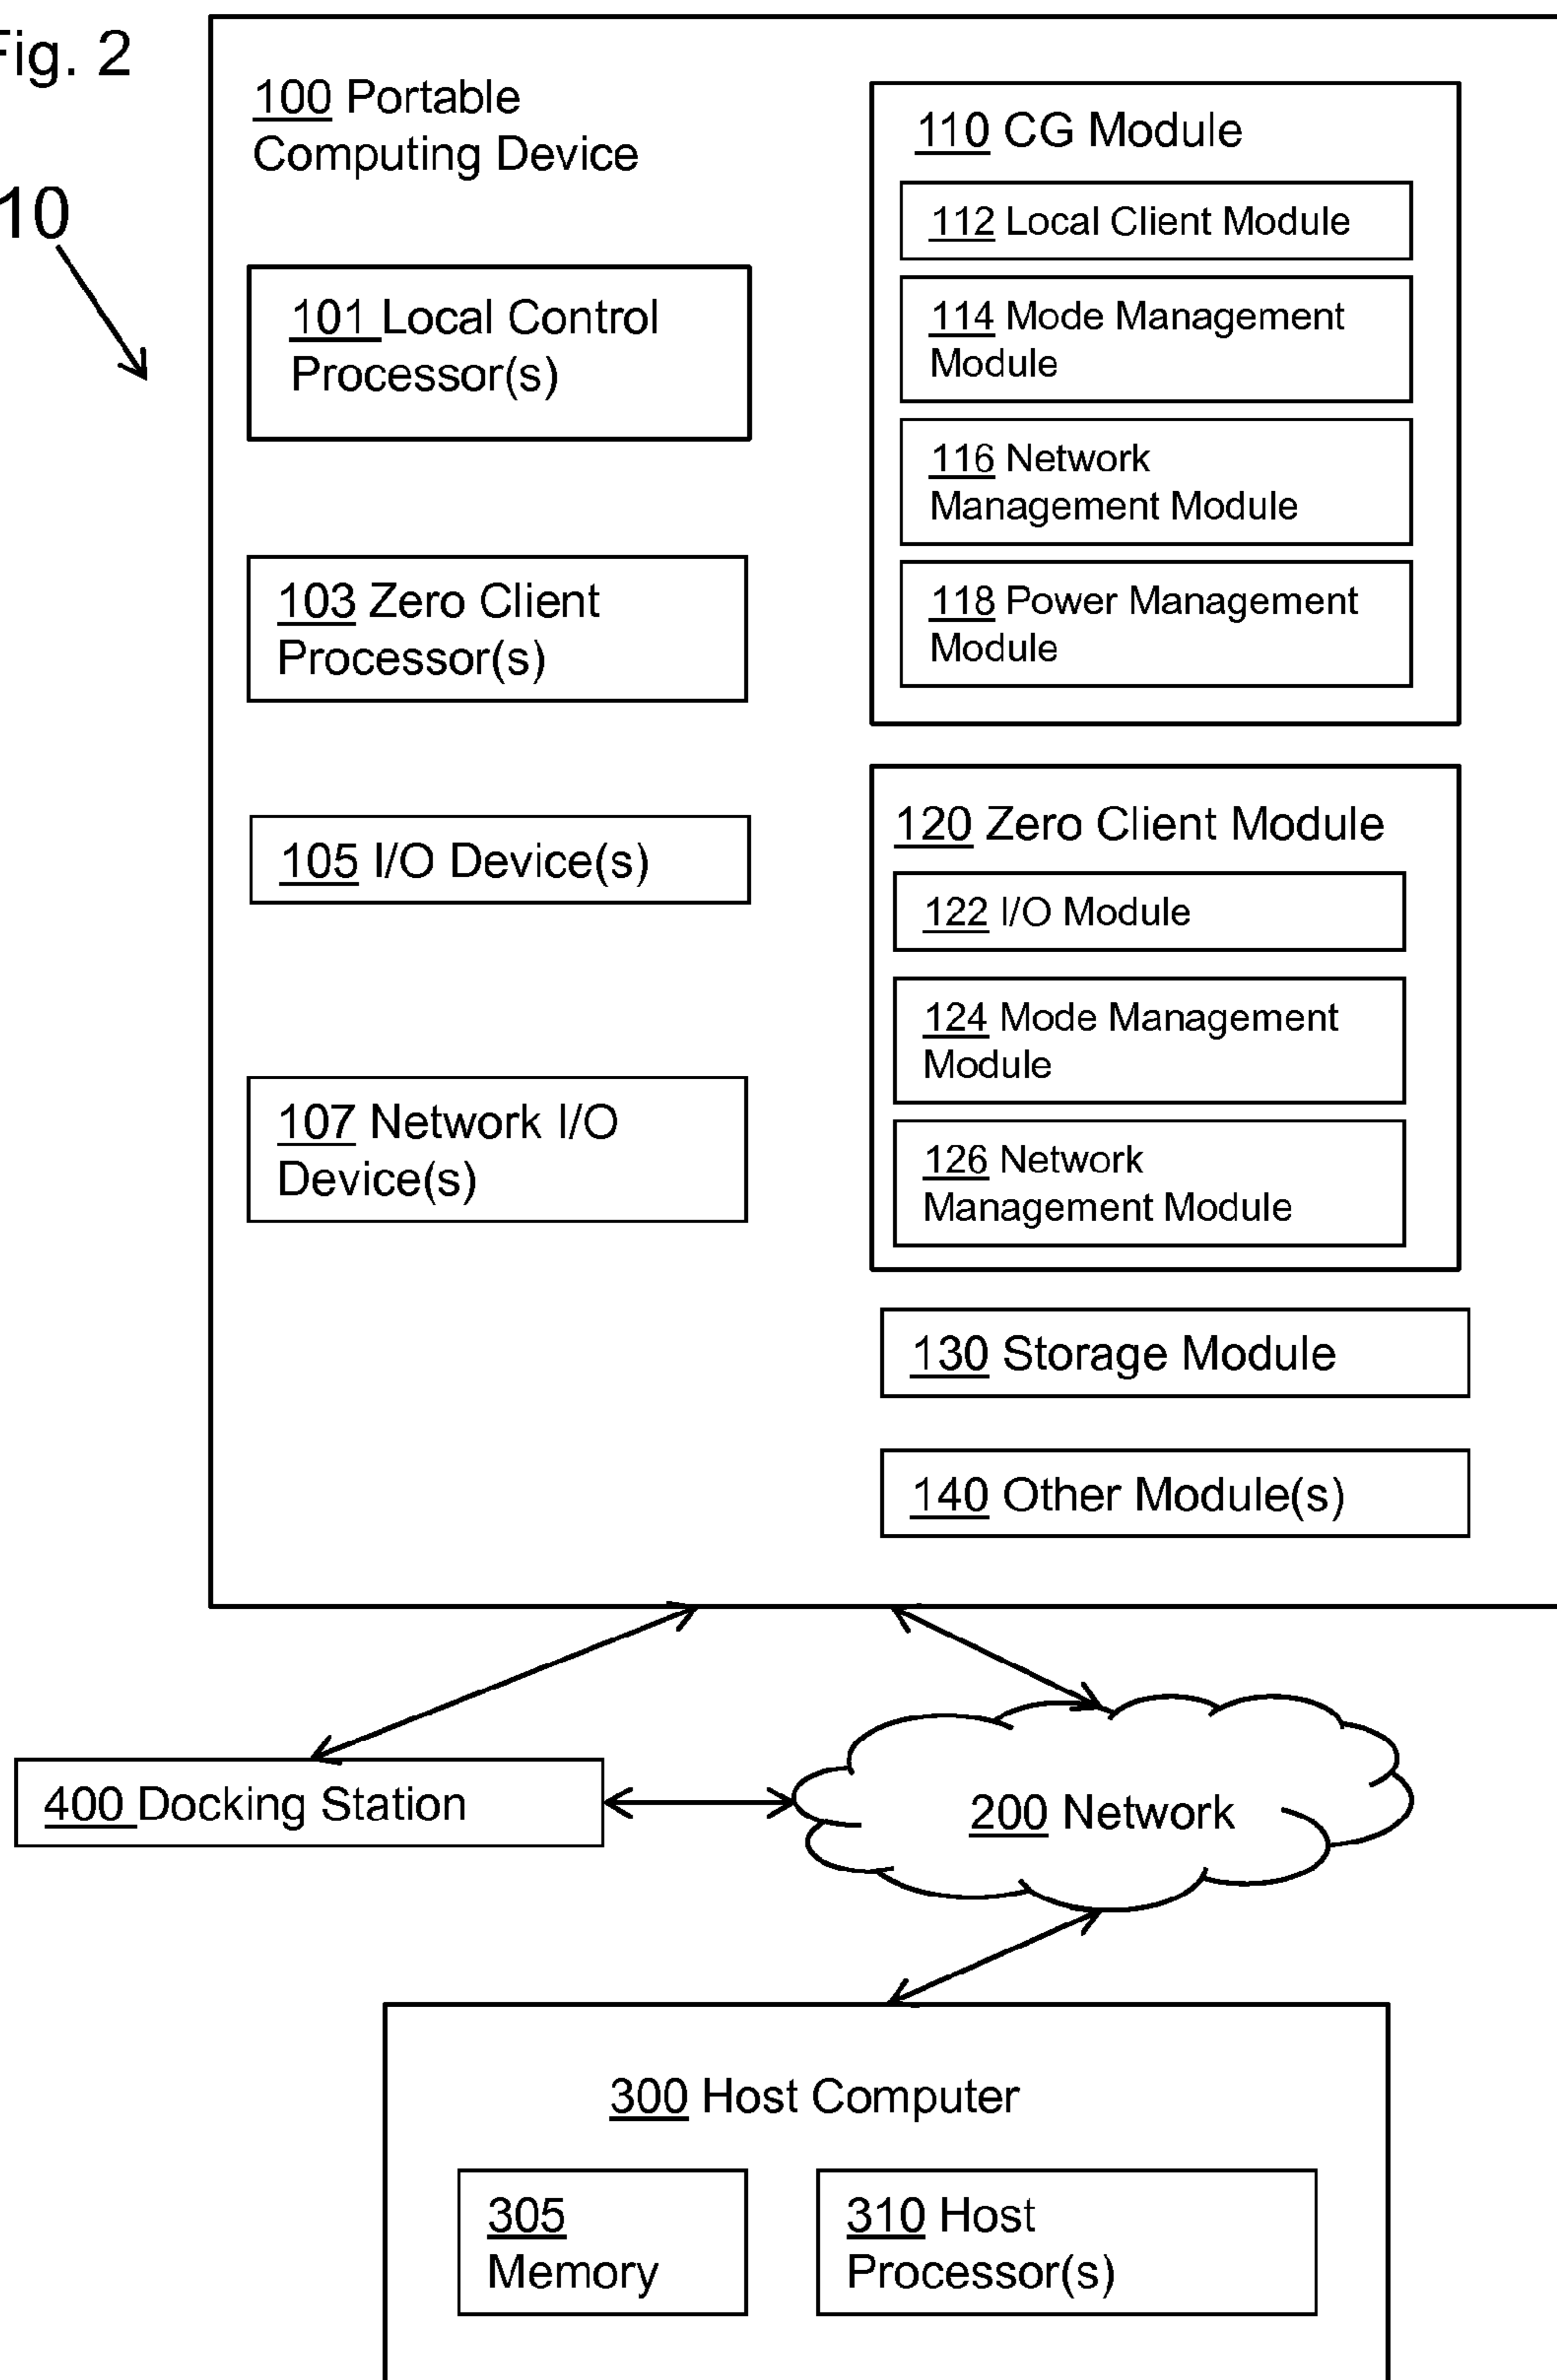 Fig. 2
10
100 Portable
Computing Device
101 Local Control
Processor(s)
103 Zero Client
Processor(s)
105 I/O Device(s)
107 Network I/O
Device(s)
110 CG Module
112 Local Client Module
114 Mode Management
Module
116 Network
Management Module
118 Power Management
Module
120 Zero Client Module
122 I/O Module
124 Mode Management
Module
126 Network
Management Module
130 Storage Module
140 Other Module(s)
400 Docking Station
200 Network
300 Host Computer
305
Memory
310 Host
Processor(s)